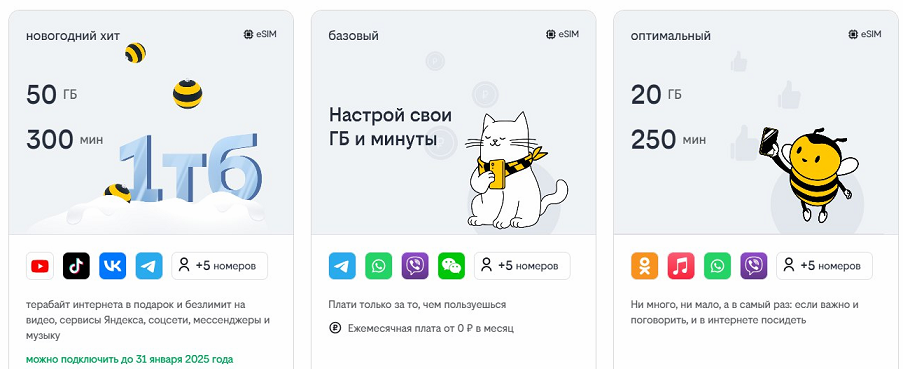 новогодний хит
eSIM
50 ГБ
300 мин
1тб
+5 номеров
терабайт интернета в подарок и безлимит на
видео, сервисы Яндекса, соцсети, мессенджеры и
музыку
можно подключить до 31 января 2025 года
базовый
eSIM
Настрой свои
ГБ и минуты
+5 номеров
Плати только за то, чем пользуешься
Ежемесячная плата от 0 ₽ в месяц
оптимальный
eSIM
20 ГБ
250 мин
+5 номеров
Ни много, ни мало, а в самый раз: если важно и
поговорить, и в интернете посидеть